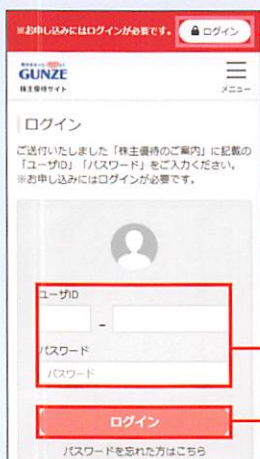 ※お申し込みにはログインが必要です。 ログイン
GUNZE
株主優待サイト
メニュー
ログイン
ご送付いたしました「株主優待のご案内」に記載の
「ユーザID」「パスワード」をご入力ください。
※お申し込みにはログインが必要です。
ユーザID
-
パスワード
パスワード
ログイン
パスワードを忘れた方はこちら